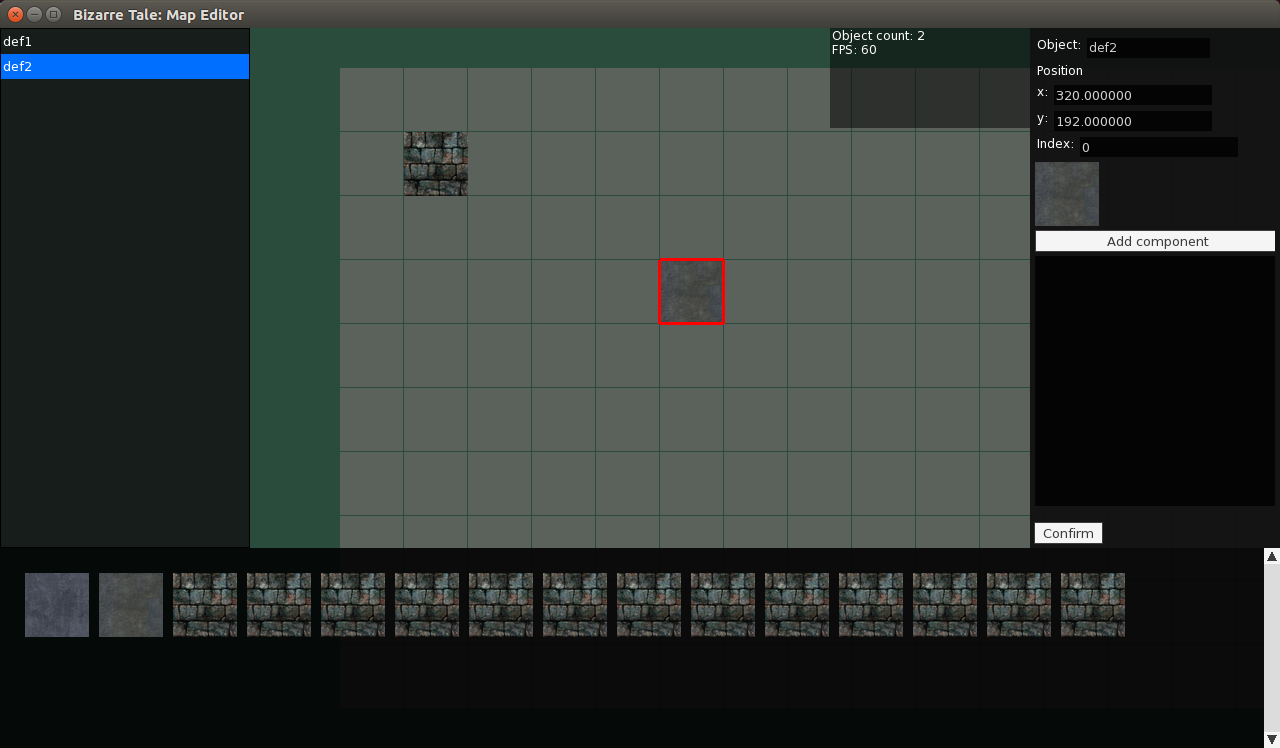 Bizarre Tale: Map Editor
def1
def2
Object count: 2
FPS: 60
Object: def2
Position
x: 320.000000
y: 192.000000
Index: 0
Add component
Confirm